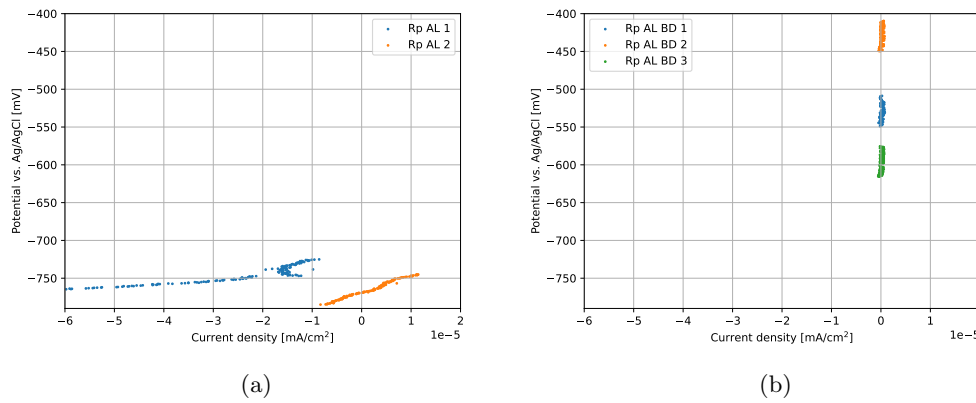 −400
−450
−500
−550
−600
−650
−700
−750
Potential vs. Ag/AgCl [mV]
Rp AL 1
Rp AL 2
−6 −5 −4 −3 −2 −1 0 1 2
1e−5
Current density [mA/cm²]
(a)
−400
−450
−500
−550
−600
−650
−700
−750
Potential vs. Ag/AgCl [mV]
Rp AL BD 1
Rp AL BD 2
Rp AL BD 3
−6 −5 −4 −3 −2 −1 0 1
1e−5
Current density [mA/cm²]
(b)